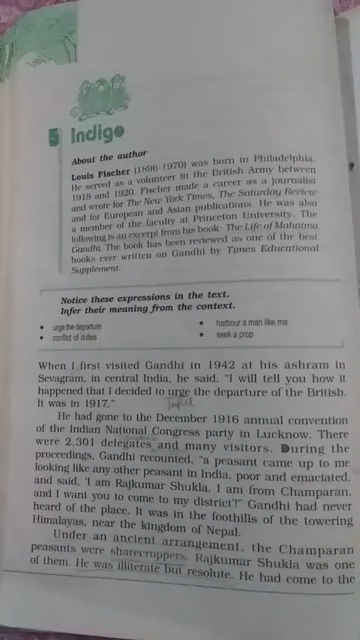 5 Indigo
About the author
Louis Fischer (1896-1970) was born in Philadelphia.
He served as a volunteer in the British Army between
1918 and 1920. Fischer made a career as a journalist
and wrote for The New York Times, The Saturday Review
and for European and Asian publications. He was also
a member of the faculty at Princeton University. The
following is an excerpt from his book- The Life of Mahatma
Gandhi. The book has been reviewed as one of the best
books ever written on Gandhi by Times Educational
Supplement.
Notice these expressions in the text.
Infer their meaning from the context.
• urge the departure
• harbour a man like me
• conflict of duties
• seek a prop
When I first visited Gandhi in 1942 at his ashram in
Sevagram, in central India, he said, "I will tell you how it
happened that I decided to urge the departure of the British.
It was in 1917."
He had gone to the December 1916 annual convention
of the Indian National Congress party in Lucknow. There
were 2,301 delegates and many visitors. During the
proceedings, Gandhi recounted, "a peasant came up to me
looking like any other peasant in India, poor and emaciated,
and said, 'I am Rajkumar Shukla. I am from Champaran,
and I want you to come to my district'!" Gandhi had never
heard of the place. It was in the foothills of the towering
Himalayas, near the kingdom of Nepal.
Under an ancient arrangement, the Champaran
peasants were sharecroppers. Rajkumar Shukla was one
of them. He was illiterate but resolute. He had come to the